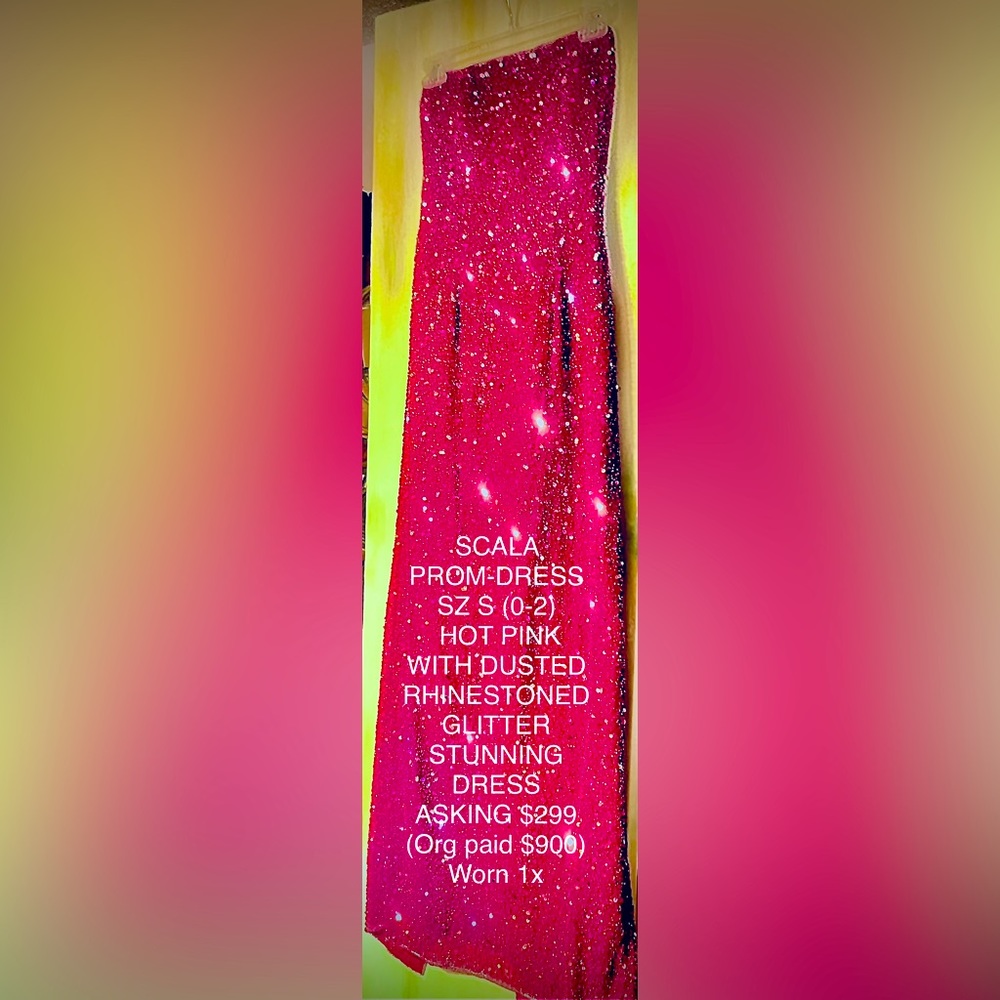 SCALA
PROM-DRESS
SZ S (0-2)
HOT PINK
WITH DUSTED
RHINESTONED
GLITTER
STUNNING
DRESS
ASKING $299
(Org paid $900)
Worn 1x